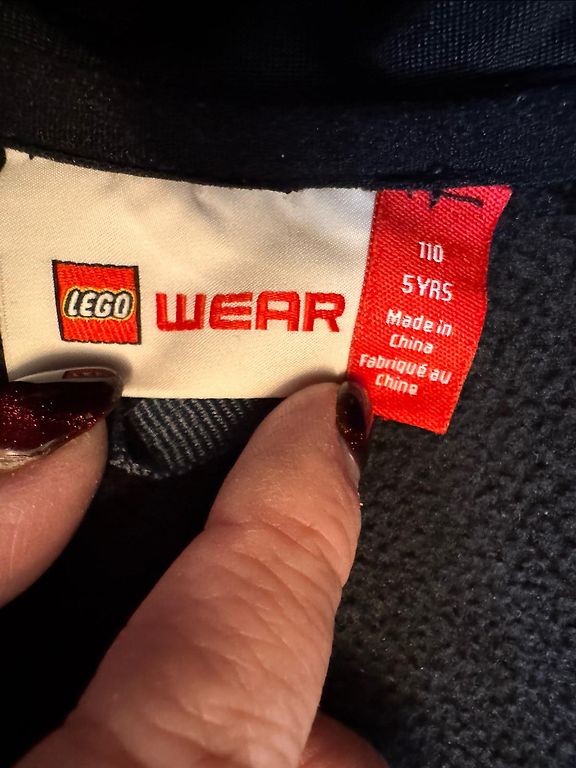 LEGO WEAR
110
5YRS
Made in
China
Fabriqué au
Chine